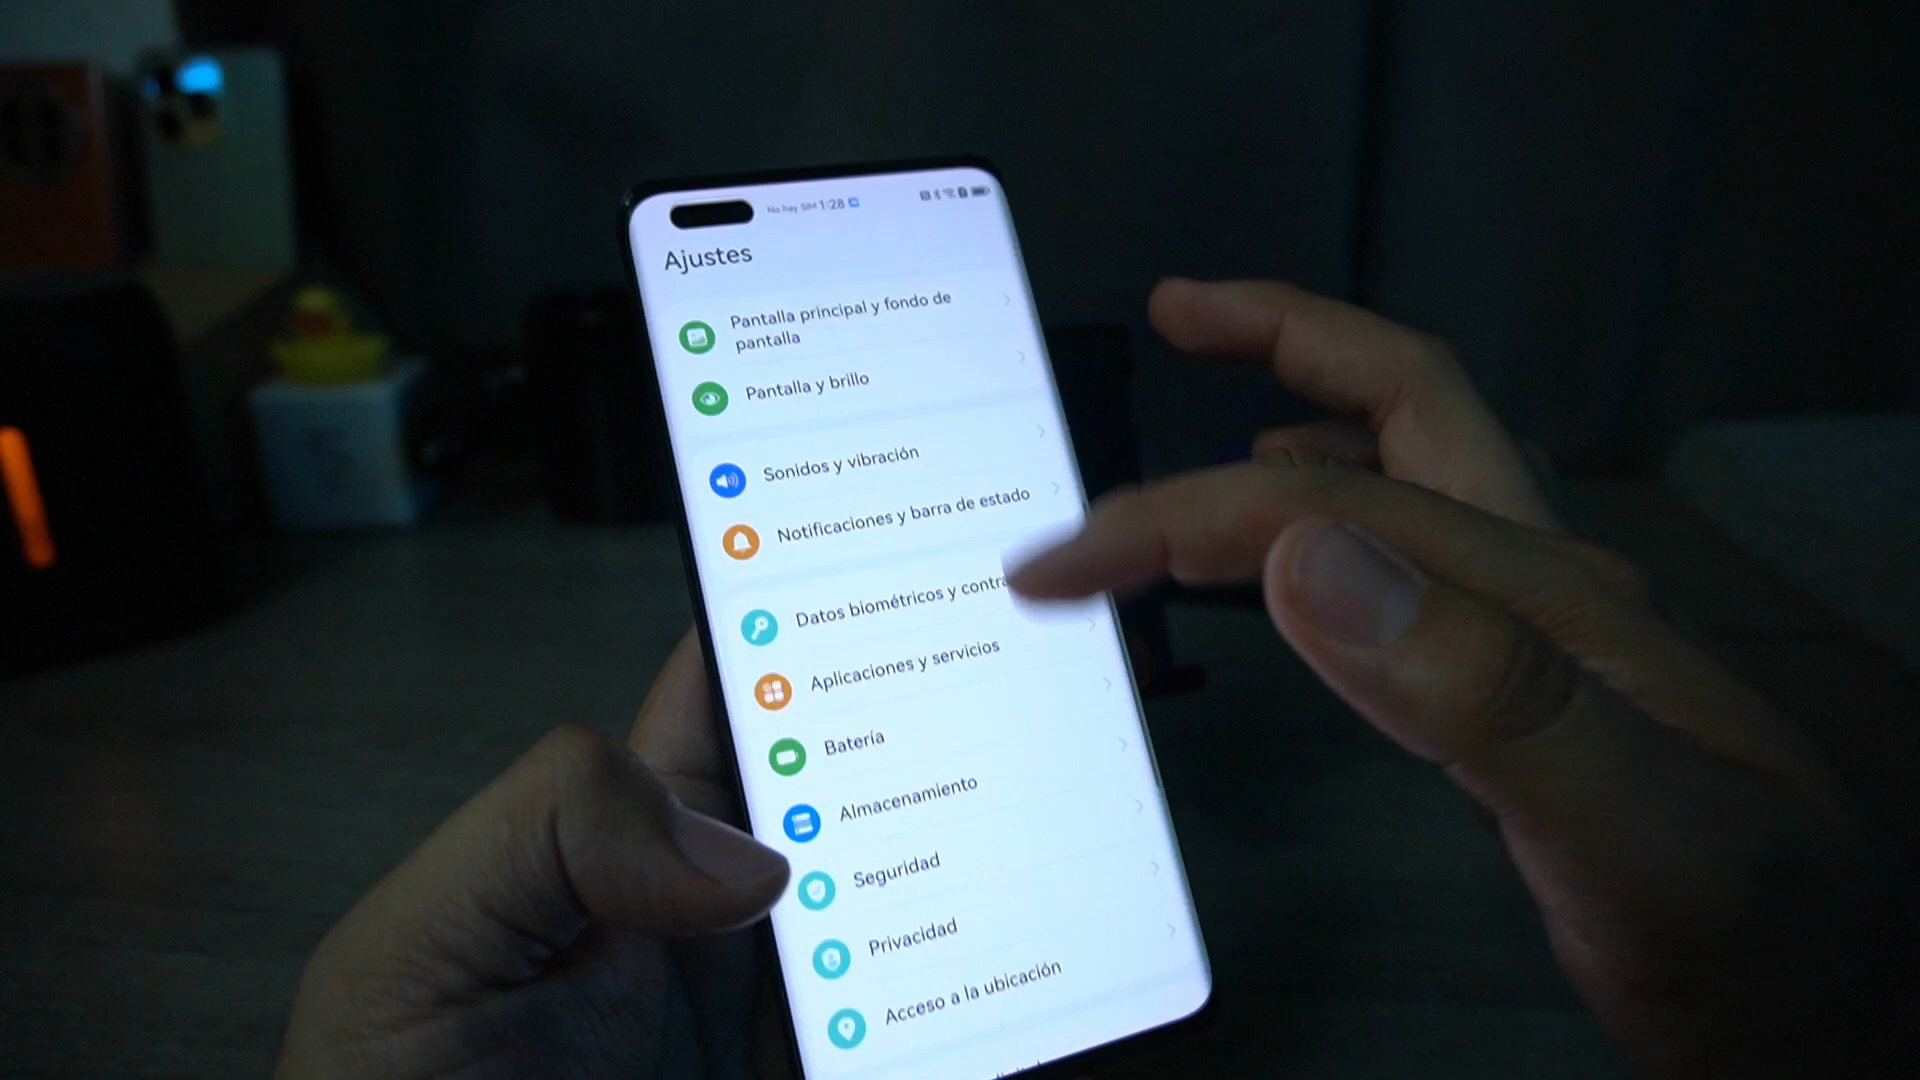 No hay SIM 1:28
Ajustes
Pantalla principal y fondo de
pantalla
Pantalla y brillo
Sonidos y vibración
Notificaciones y barra de estado
Datos biométricos y contra
Aplicaciones y servicios
Batería
Almacenamiento
Seguridad
Privacidad
Acceso a la ubicación